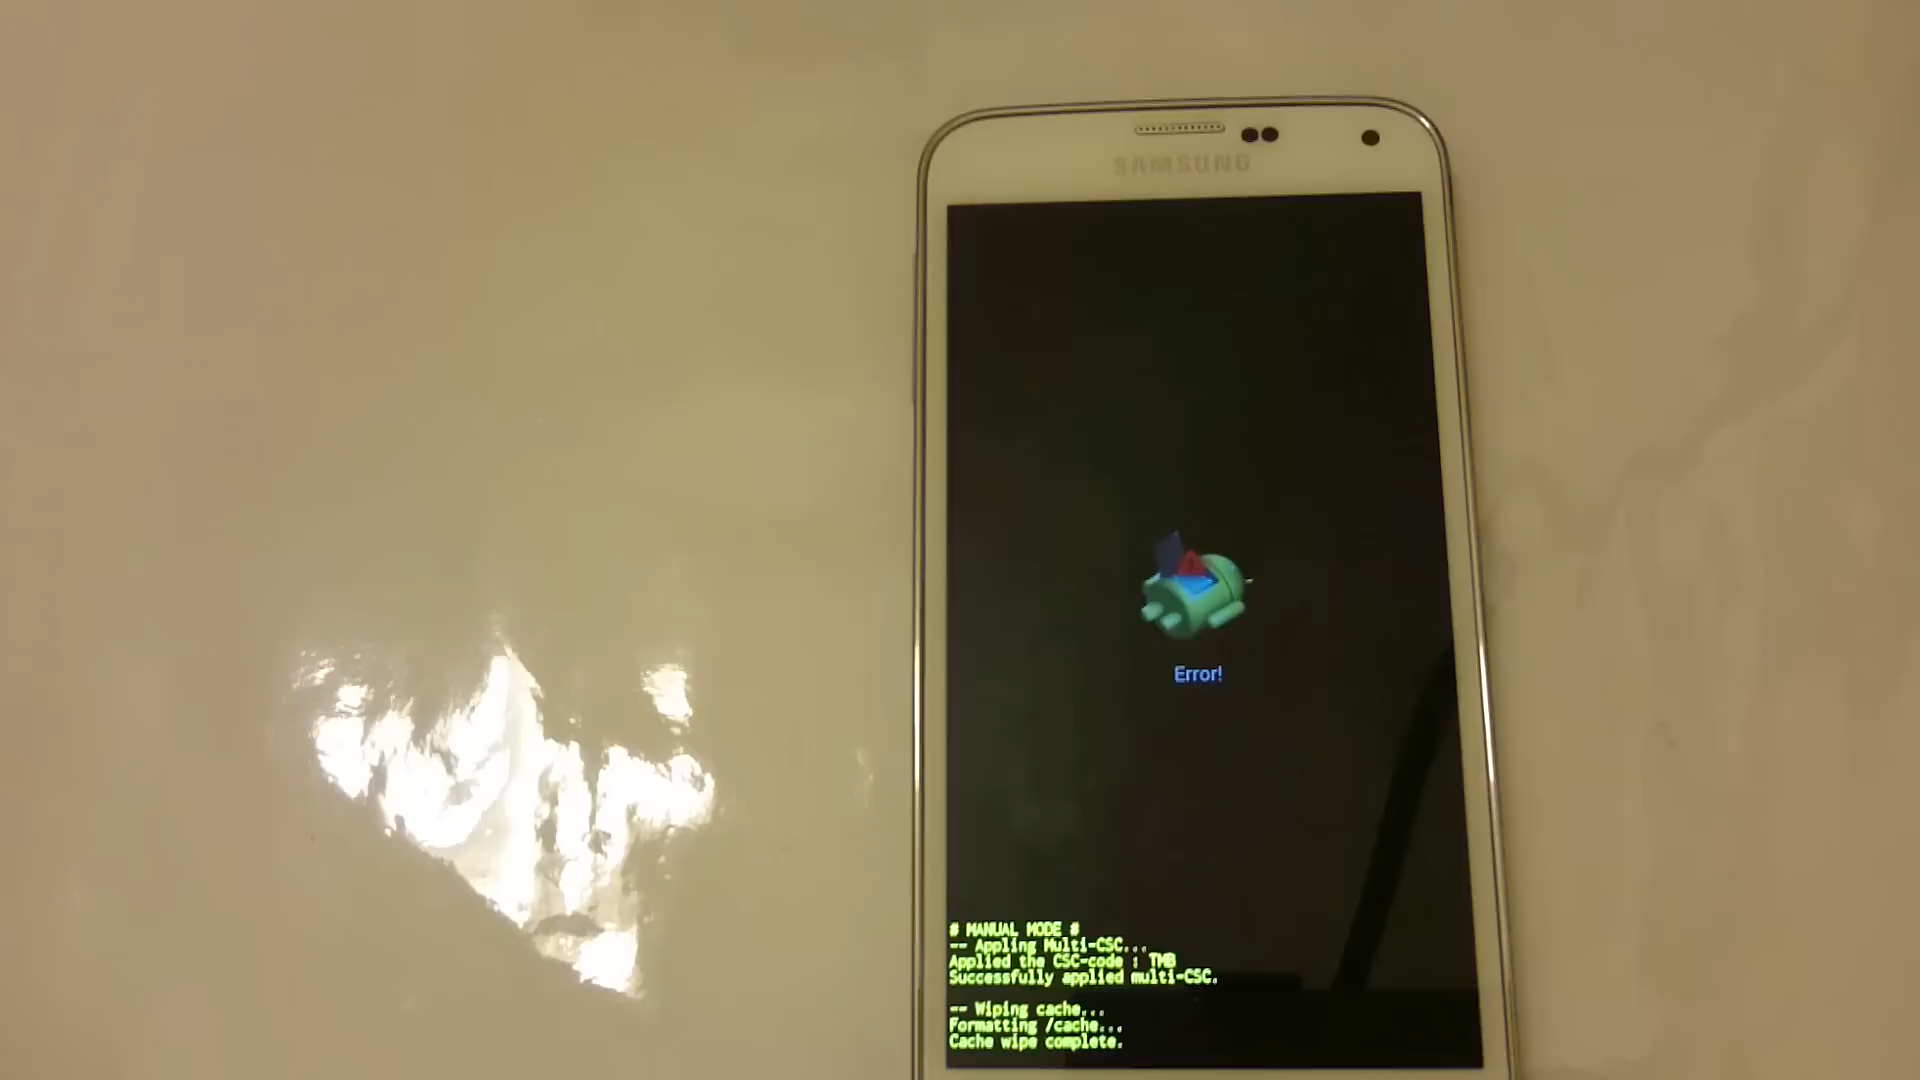 SAMSUNG
Error!
# MANUAL MODE #
-- Appling Multi-CSC...
Applied the CSC-code : TMB
Successfully applied multi-CSC.
-- Wiping cache...
Formatting /cache...
Cache wipe complete.